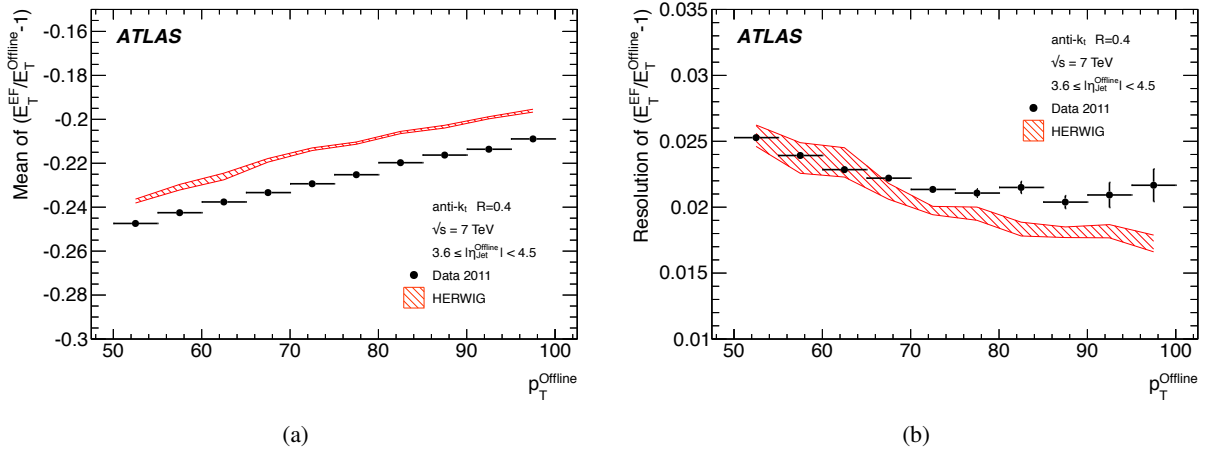 Mean of (E_T^EF/E_T^Offline-1)
-0.16
-0.18
-0.2
-0.22
-0.24
-0.26
-0.28
-0.3
ATLAS
anti-k_t R=0.4
√s = 7 TeV
3.6 ≤ |η_Jet^Offline| < 4.5
Data 2011
HERWIG
50 60 70 80 90 100
p_T^Offline
(a)
Resolution of (E_T^EF/E_T^Offline-1)
0.035
0.03
0.025
0.02
0.015
0.01
ATLAS
anti-k_t R=0.4
√s = 7 TeV
3.6 ≤ |η_Jet^Offline| < 4.5
Data 2011
HERWIG
50 60 70 80 90 100
p_T^Offline
(b)